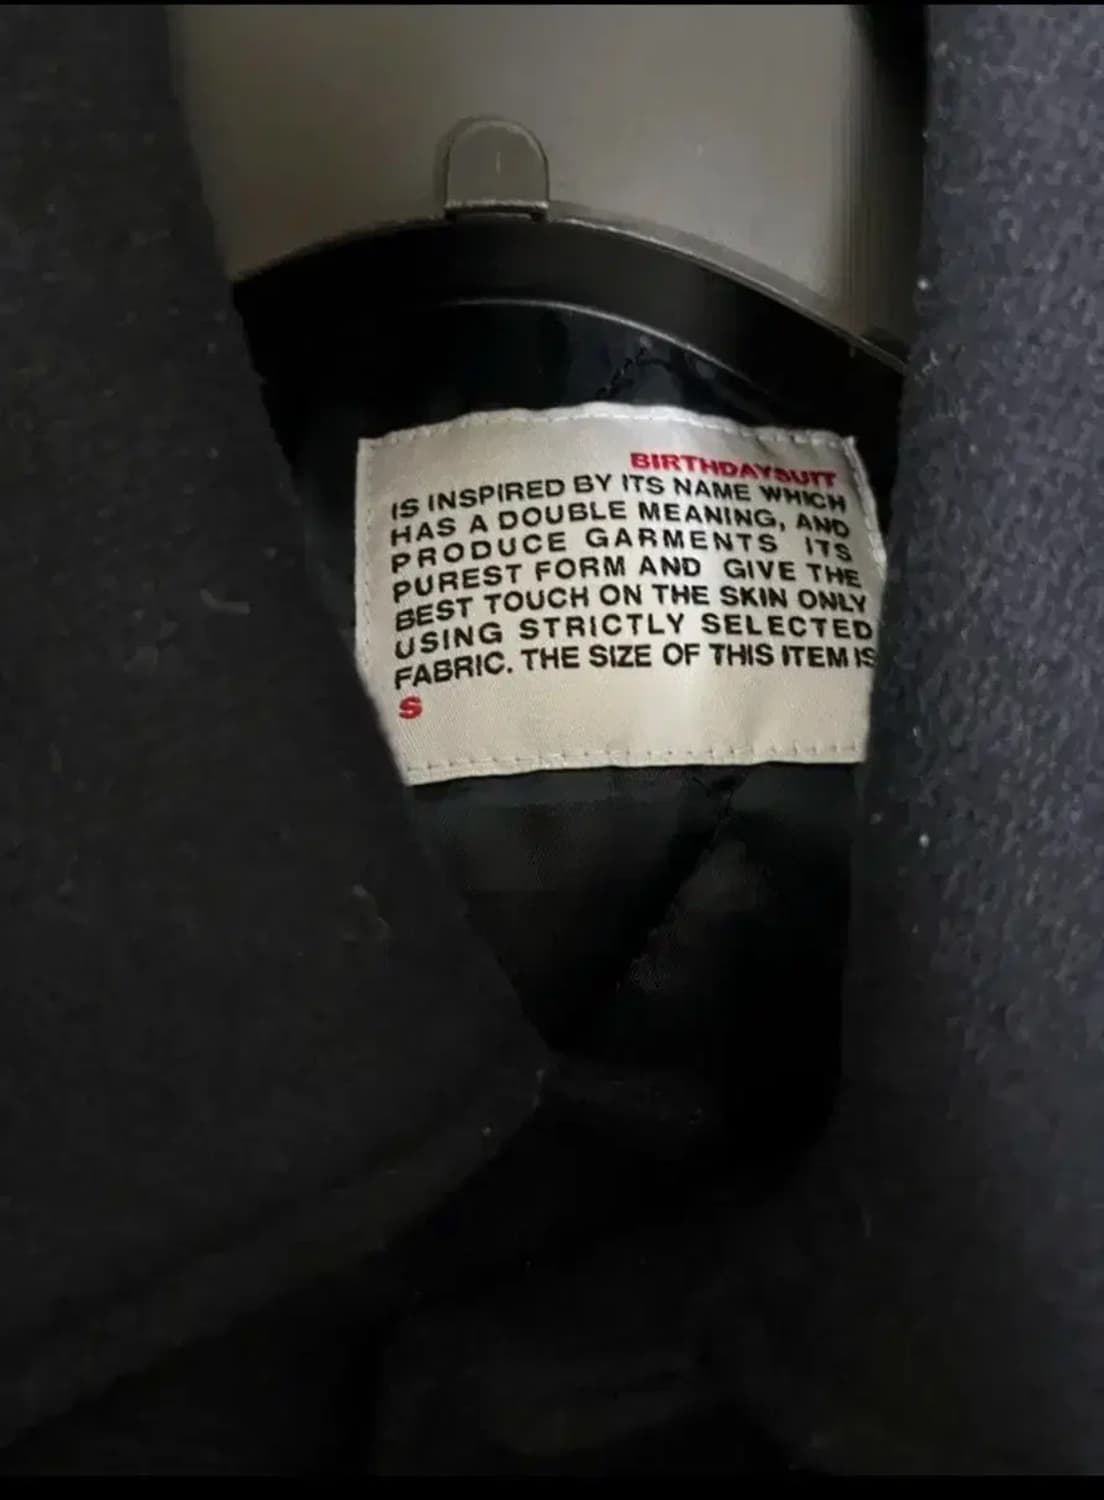 BIRTHDAYSUIT
IS INSPIRED BY ITS NAME WHICH
HAS A DOUBLE MEANING, AND
PRODUCE GARMENTS ITS
PUREST FORM AND GIVE THE
BEST TOUCH ON THE SKIN ONLY
USING STRICTLY SELECTED
FABRIC. THE SIZE OF THIS ITEM IS
S